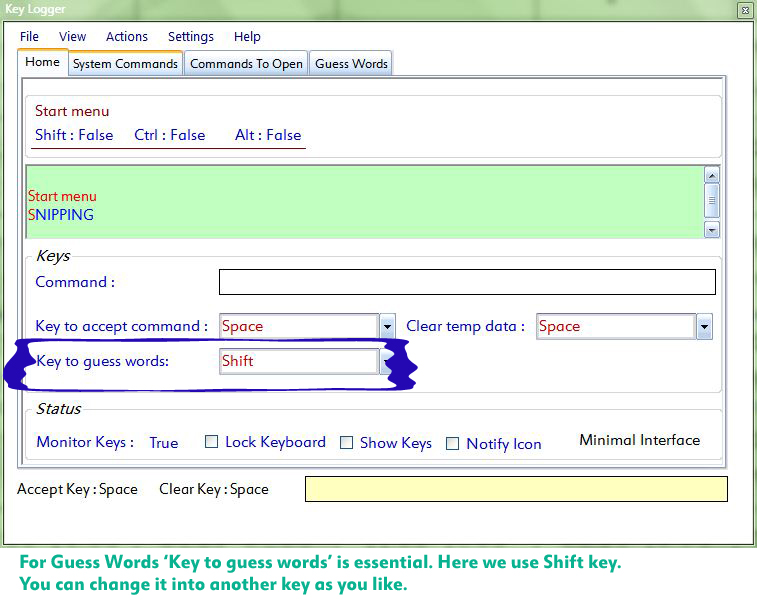 Key Logger
File View Actions Settings Help
Home System Commands Commands To Open Guess Words
Start menu
Shift : False Ctrl : False Alt : False
Start menu
SNIPPING
Keys
Command :
Key to accept command : Space Clear temp data : Space
Key to guess words: Shift
Status
Monitor Keys : True Lock Keyboard Show Keys Notify Icon Minimal Interface
Accept Key : Space Clear Key : Space
For Guess Words ‘Key to guess words’ is essential. Here we use Shift key.
You can change it into another key as you like.